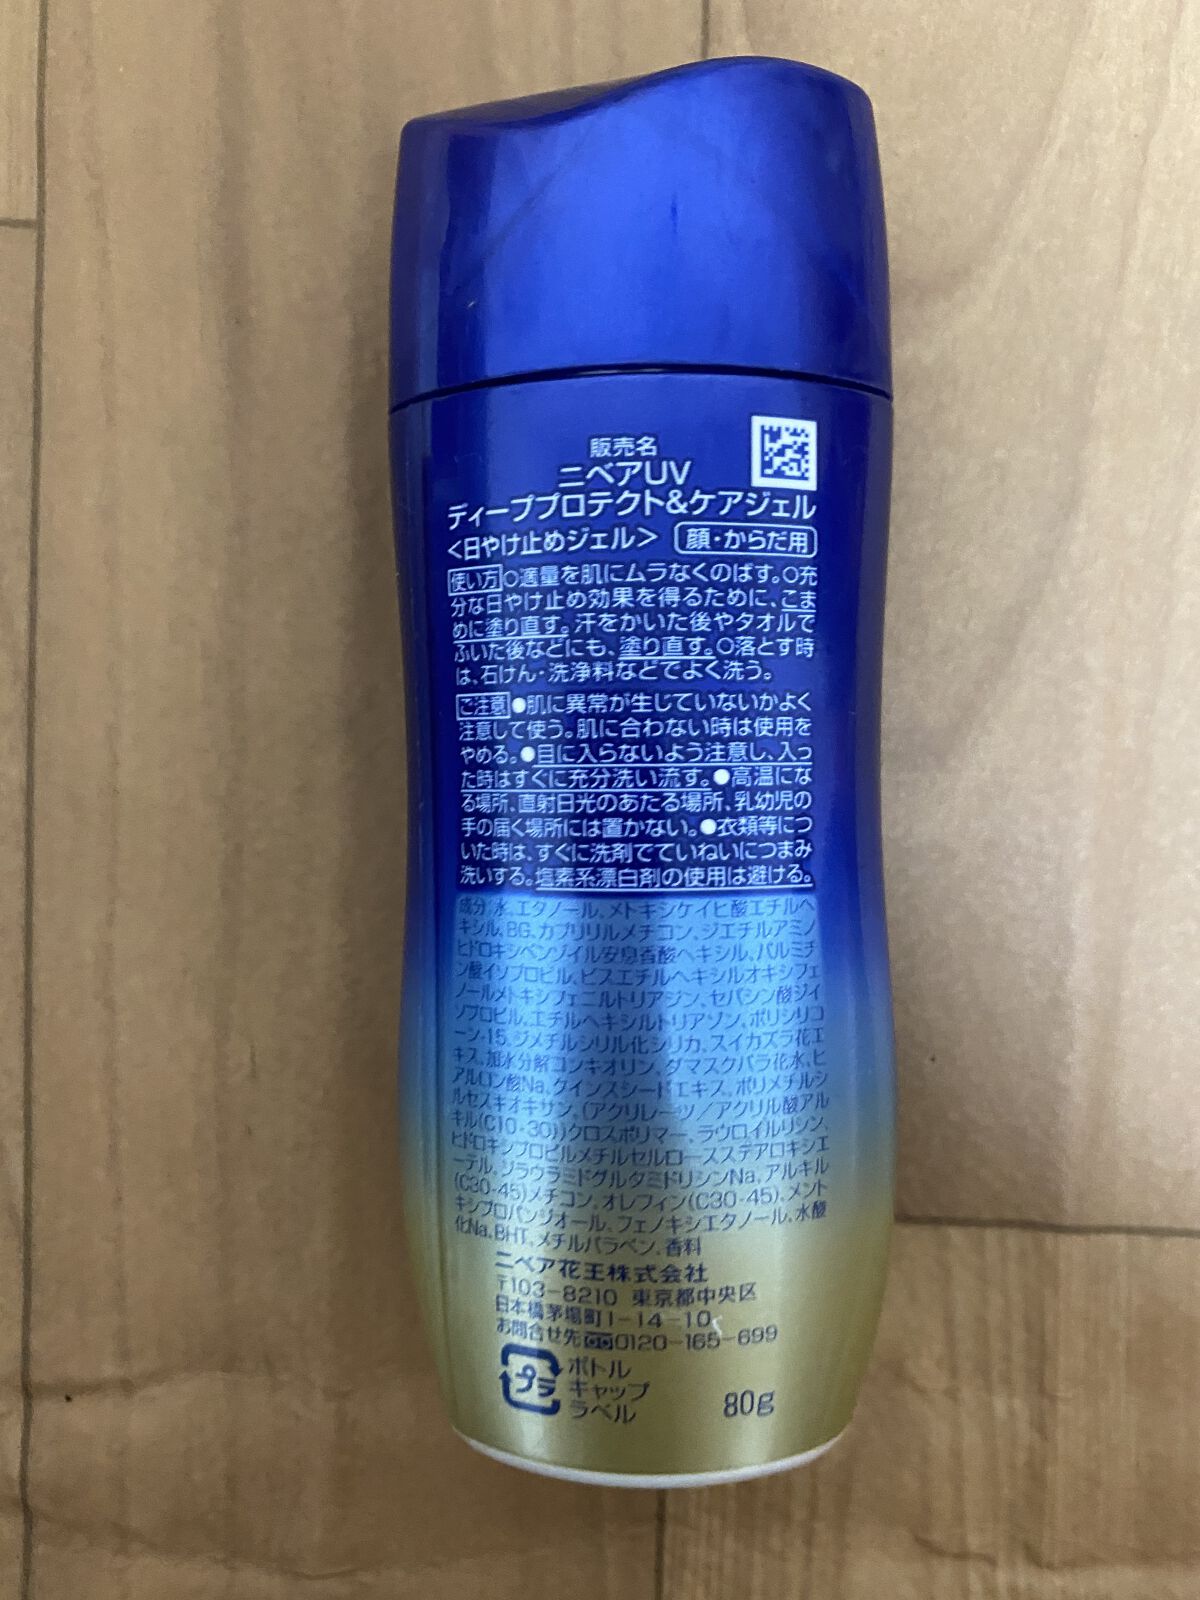 販売名
ニベアUV
ディーププロテクト&ケアジェル
<日やけ止めジェル> 顔・からだ用
使い方 ○適量を肌にムラなくのばす。○充
分な日やけ止め効果を得るために、こま
めに塗り直す。汗をかいた後やタオルで
ふいた後などにも、塗り直す。○落とす時
は、石けん・洗浄料などでよく洗う。
ご注意 ●肌に異常が生じていないかよく
注意して使う。肌に合わない時は使用を
やめる。●目に入らないよう注意し、入っ
た時はすぐに充分洗い流す。●高温にな
る場所、直射日光のあたる場所、乳幼児の
手の届く場所には置かない。●衣類等につ
いた時は、すぐに洗剤でていねいにつまみ
洗いする。塩素系漂白剤の使用は避ける。
成分:水、エタノール、メトキシケイヒ酸エチルヘ
キシル、BG、カプリリルメチコン、ジエチルアミノ
ヒドロキシベンゾイル安息香酸ヘキシル、パルミチ
ン酸イソプロピル、ビスエチルヘキシルオキシフェ
ノールメトキシフェニルトリアジン、セバシン酸ジイ
ソプロピル、エチルヘキシルトリアゾン、ポリシリコ
ーン-15、ジメチルシリル化シリカ、スイカズラ花エ
キス、加水分解コンキオリン、ダマスクバラ花水、ヒ
アルロン酸Na、クインスシードエキス、ポリメチルシ
ルセスキオキサン、(アクリレーツ/アクリル酸アル
キル(C10-30))クロスポリマー、ラウロイルリシン、
ヒドロキシプロピルメチルセルロースステアロキシエ
ーテル、ジラウラミドグルタミドリシンNa、アルキル
(C30-45)メチコン、オレフィン(C30-45)、メント
キシプロパンジオール、フェノキシエタノール、水酸
化Na、BHT、メチルパラベン、香料
ニベア花王株式会社
〒103-8210 東京都中央区
日本橋茅場町1-14-10
お問合せ先 0120-165-699
プラ ボトル
キャップ
ラベル
80g